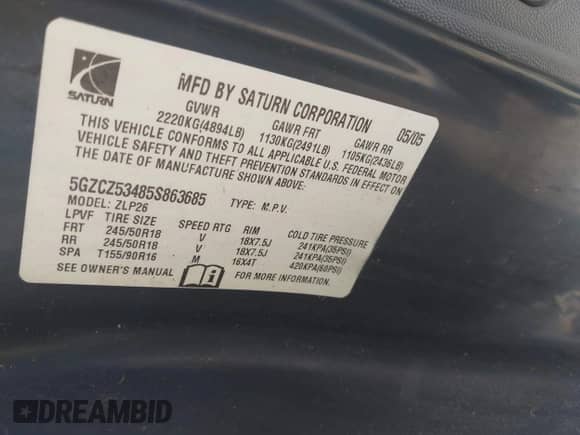 SATURN
MFD BY SATURN CORPORATION 05/05
GVWR GAWR FRT GAWR RR
2220KG(4894LB) 1130KG(2491LB) 1105KG(2436LB)
THIS VEHICLE CONFORMS TO ALL APPLICABLE U.S. FEDERAL MOTOR
VEHICLE SAFETY AND THEFT PREVENTION STANDARDS IN EFFECT ON
THE DATE OF MANUFACTURE SHOWN ABOVE.
5GZCZ53485S863685 TYPE: M.P.V.
MODEL: ZLP26
LPVF TIRE SIZE SPEED RTG RIM COLD TIRE PRESSURE
FRT 245/50R18 V 18X7.5J 241KPA(35PSI)
RR 245/50R18 V 18X7.5J 241KPA(35PSI)
SPA T155/90R16 M 16X4T 420KPA(60PSI)
SEE OWNER'S MANUAL FOR MORE INFORMATION.
DREAMBID